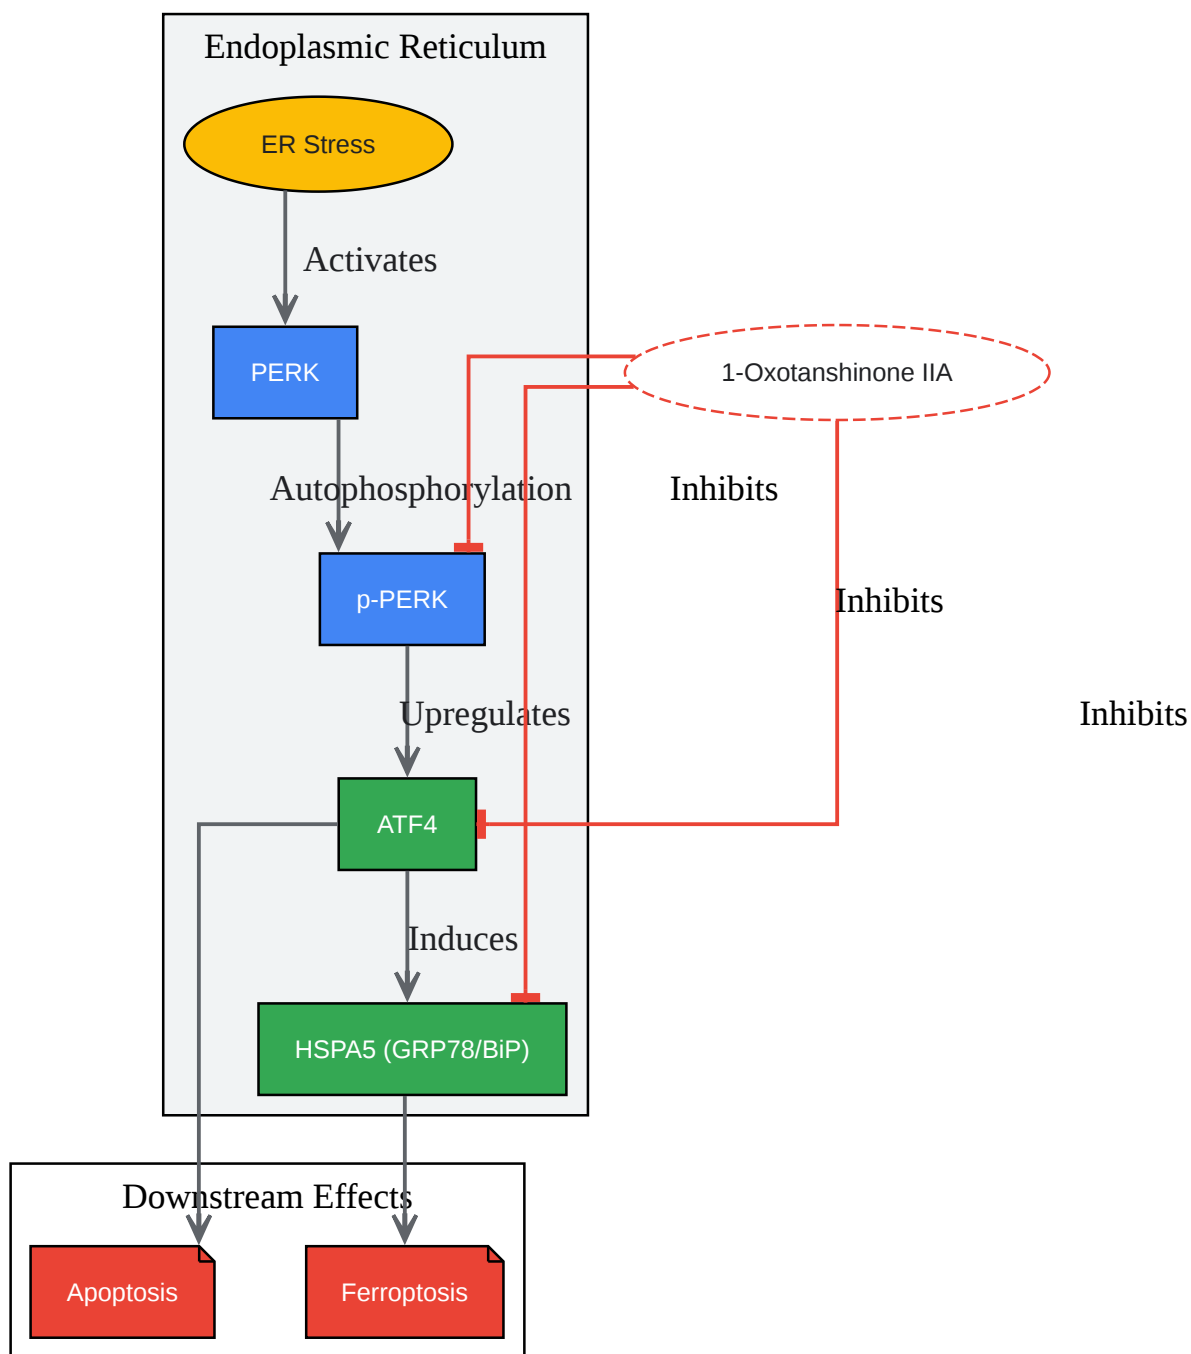 Endoplasmic Reticulum
ER Stress
Activates
PERK
1-Oxotanshinone IIA
Autophosphorylation
Inhibits
p-PERK
Inhibits
Upregulates
Inhibits
ATF4
Induces
HSPA5 (GRP78/BiP)
Downstream Effects
Apoptosis
Ferroptosis